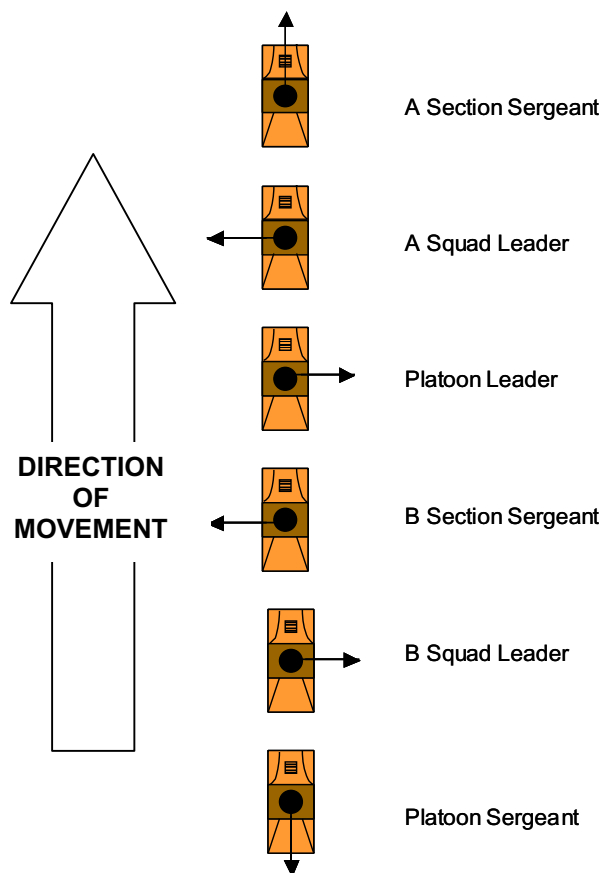 A Section Sergeant
A Squad Leader
Platoon Leader
DIRECTION
OF
MOVEMENT
B Section Sergeant
B Squad Leader
Platoon Sergeant